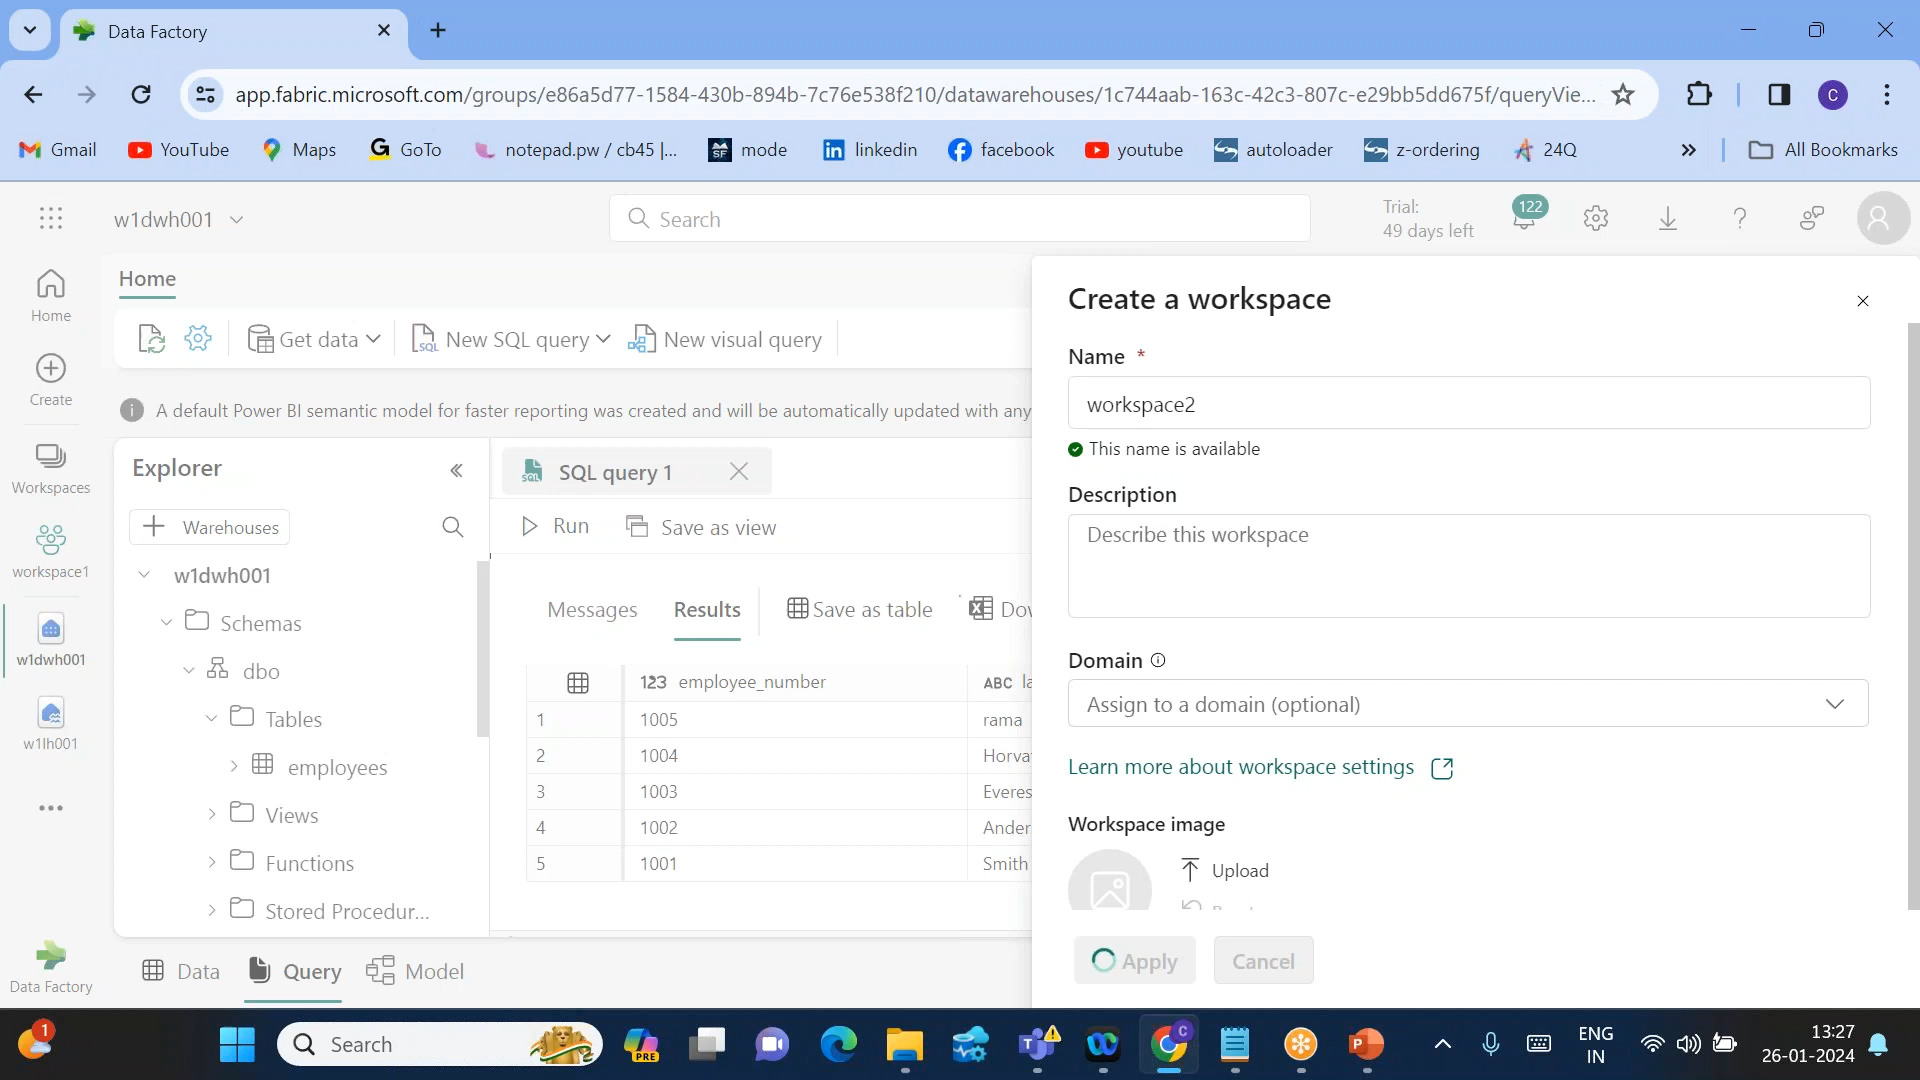 Data Factory
app.fabric.microsoft.com/groups/e86a5d77-1584-430b-894b-7c76e538f210/datawarehouses/1c744aab-163c-42c3-807c-e29bb5dd675f/queryVie...
C
Gmail
YouTube
Maps
GoTo
notepad.pw / cb45 |...
mode
linkedin
facebook
youtube
autoloader
z-ordering
24Q
All Bookmarks
w1dwh001
Search
Trial:
49 days left
122
Home
Create
Workspaces
workspace1
w1dwh001
w1lh001
Data Factory
Home
Get data
New SQL query
New visual query
A default Power BI semantic model for faster reporting was created and will be automatically updated with any
Explorer
Warehouses
w1dwh001
Schemas
dbo
Tables
employees
Views
Functions
Stored Procedur...
SQL query 1
Run
Save as view
Messages
Results
Save as table
Dow
123 employee_number
ABC la
1 1005 rama
2 1004 Horva
3 1003 Everes
4 1002 Ander
5 1001 Smith
Data
Query
Model
Create a workspace
Name *
workspace2
This name is available
Description
Describe this workspace
Domain
Assign to a domain (optional)
Learn more about workspace settings
Workspace image
Upload
Apply
Cancel
1
Search
PRE
C
ENG
IN
13:27
26-01-2024